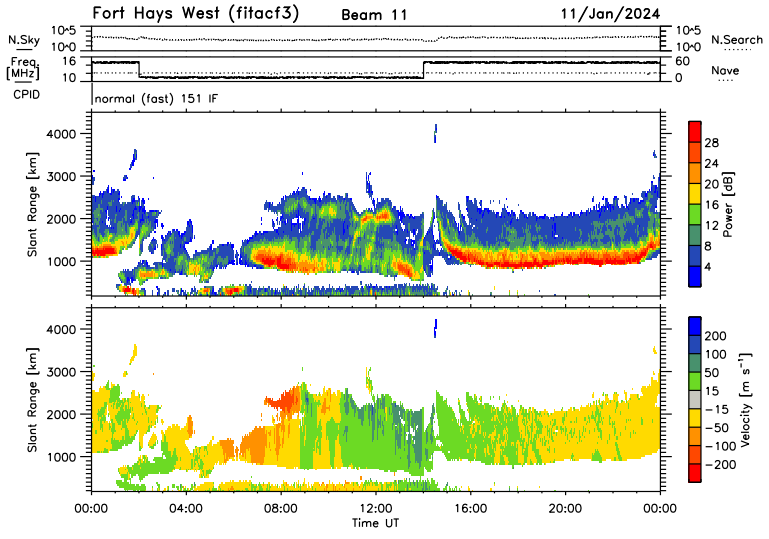 Fort Hays West (fitacf3) Beam 11 11/Jan/2024
N.Sky 10^5 10^0 10^5 10^0 N.Search
Freq. [MHz] 16 10 60 0 Nave
CPID normal (fast) 151 IF
Slant Range [km] 4000 3000 2000 1000
Power [dB] 28 24 20 16 12 8 4
Slant Range [km] 4000 3000 2000 1000
Velocity [m s⁻¹] 200 100 50 15 −15 −50 −100 −200
00:00 04:00 08:00 12:00 16:00 20:00 00:00
Time UT